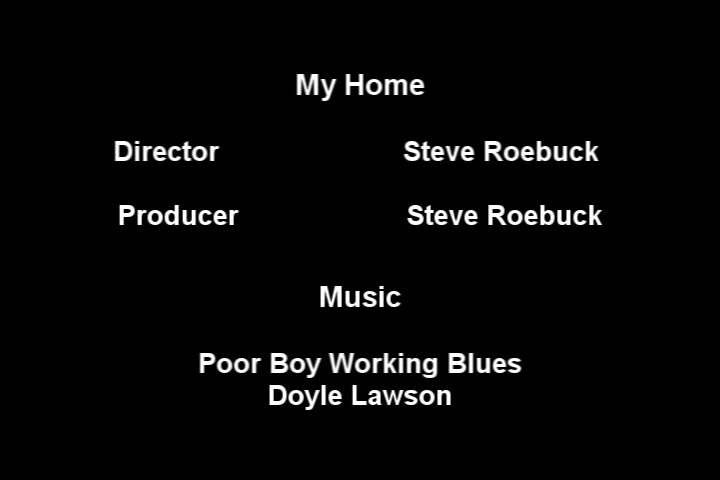 My Home
Director Steve Roebuck
Producer Steve Roebuck
Music
Poor Boy Working Blues
Doyle Lawson